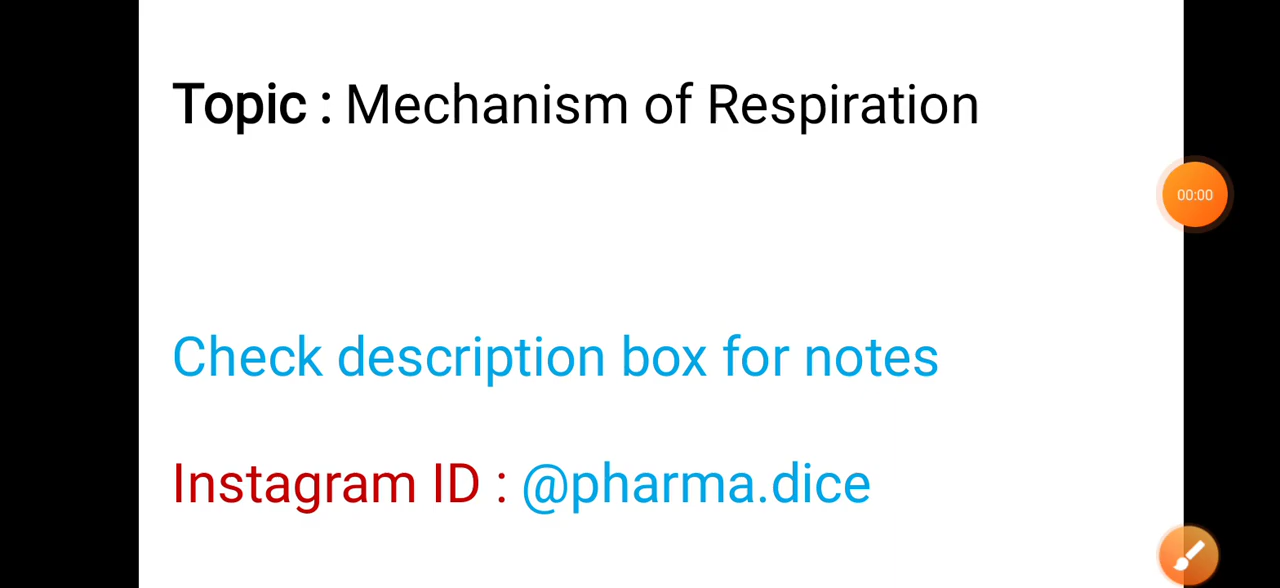 Topic : Mechanism of Respiration
00:00
Check description box for notes
Instagram ID : @pharma.dice